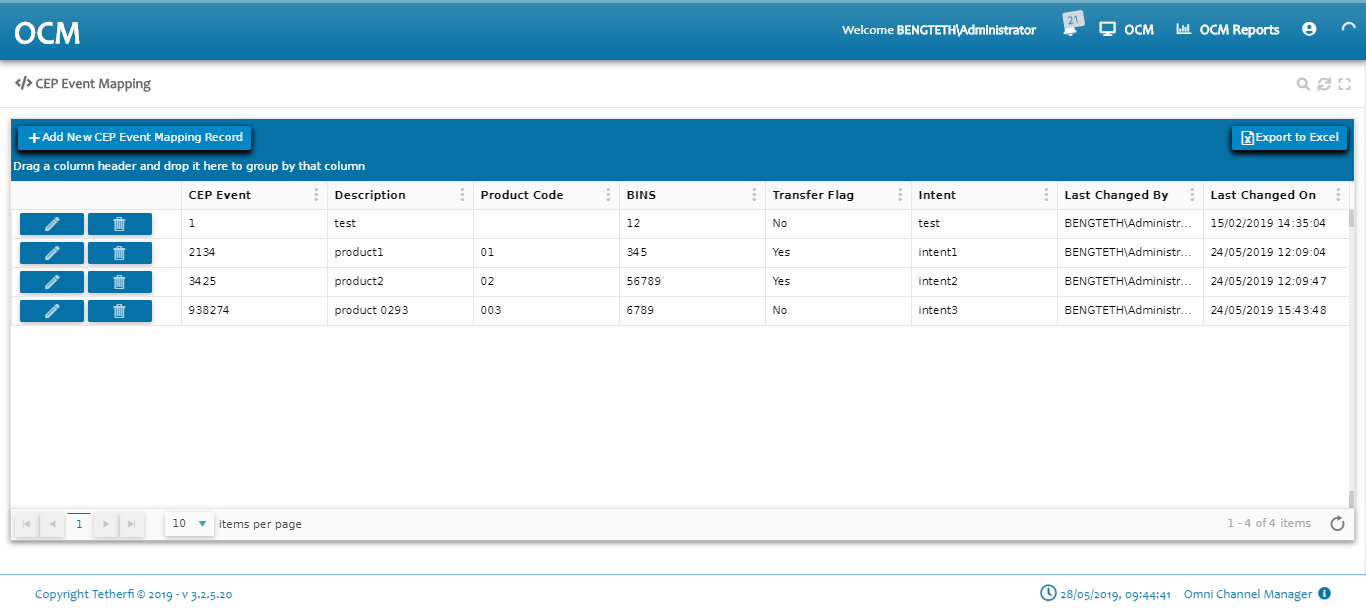 OCM
Welcome BENGTETH\Administrator
21
OCM
OCM Reports
</> CEP Event Mapping
+ Add New CEP Event Mapping Record
Export to Excel
Drag a column header and drop it here to group by that column
CEP Event Description Product Code BINS Transfer Flag Intent Last Changed By Last Changed On
1 test 12 No test BENGTETH\Administr... 15/02/2019 14:35:04
2134 product1 01 345 Yes intent1 BENGTETH\Administr... 24/05/2019 12:09:04
3425 product2 02 56789 Yes intent2 BENGTETH\Administr... 24/05/2019 12:09:47
938274 product 0293 003 6789 No intent3 BENGTETH\Administr... 24/05/2019 15:43:48
1 10 items per page 1 - 4 of 4 items
Copyright Tetherfi © 2019 - v 3.2.5.20 28/05/2019, 09:44:41 Omni Channel Manager